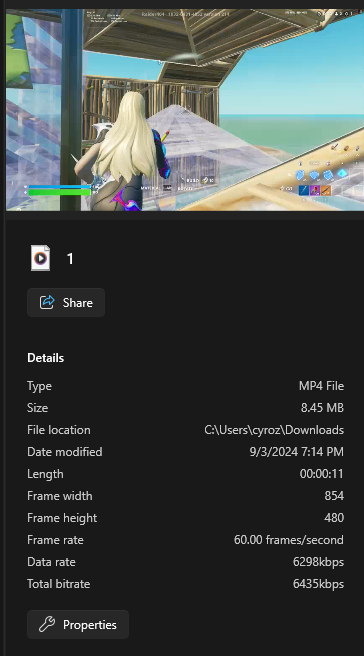 1
Share
Details
Type MP4 File
Size 8.45 MB
File location C:\Users\cyroz\Downloads
Date modified 9/3/2024 7:14 PM
Length 00:00:11
Frame width 854
Frame height 480
Frame rate 60.00 frames/second
Data rate 6298kbps
Total bitrate 6435kbps
Properties